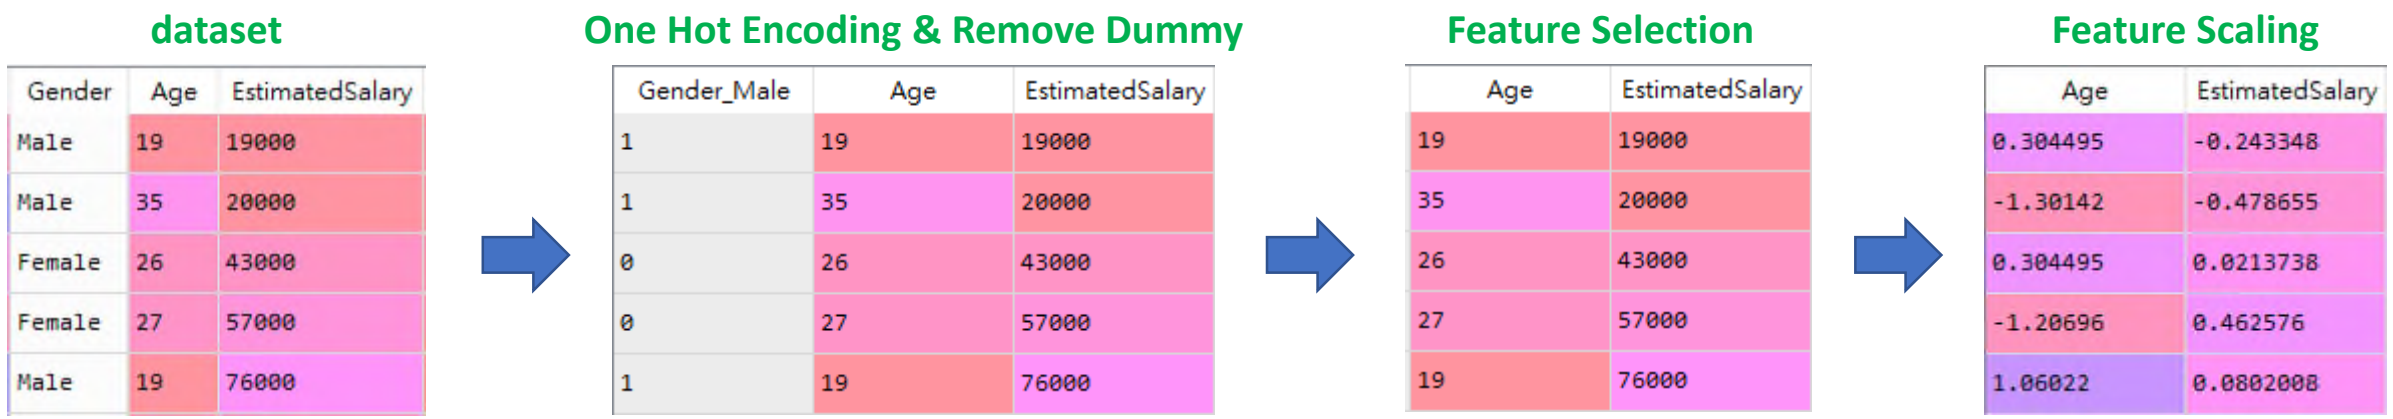 dataset
Gender Age EstimatedSalary
Male 19 19000
Male 35 20000
Female 26 43000
Female 27 57000
Male 19 76000
One Hot Encoding & Remove Dummy
Gender_Male Age EstimatedSalary
1 19 19000
1 35 20000
0 26 43000
0 27 57000
1 19 76000
Feature Selection
Age EstimatedSalary
19 19000
35 20000
26 43000
27 57000
19 76000
Feature Scaling
Age EstimatedSalary
0.304495 -0.243348
-1.30142 -0.478655
0.304495 0.0213738
-1.20696 0.462576
1.06022 0.0802008